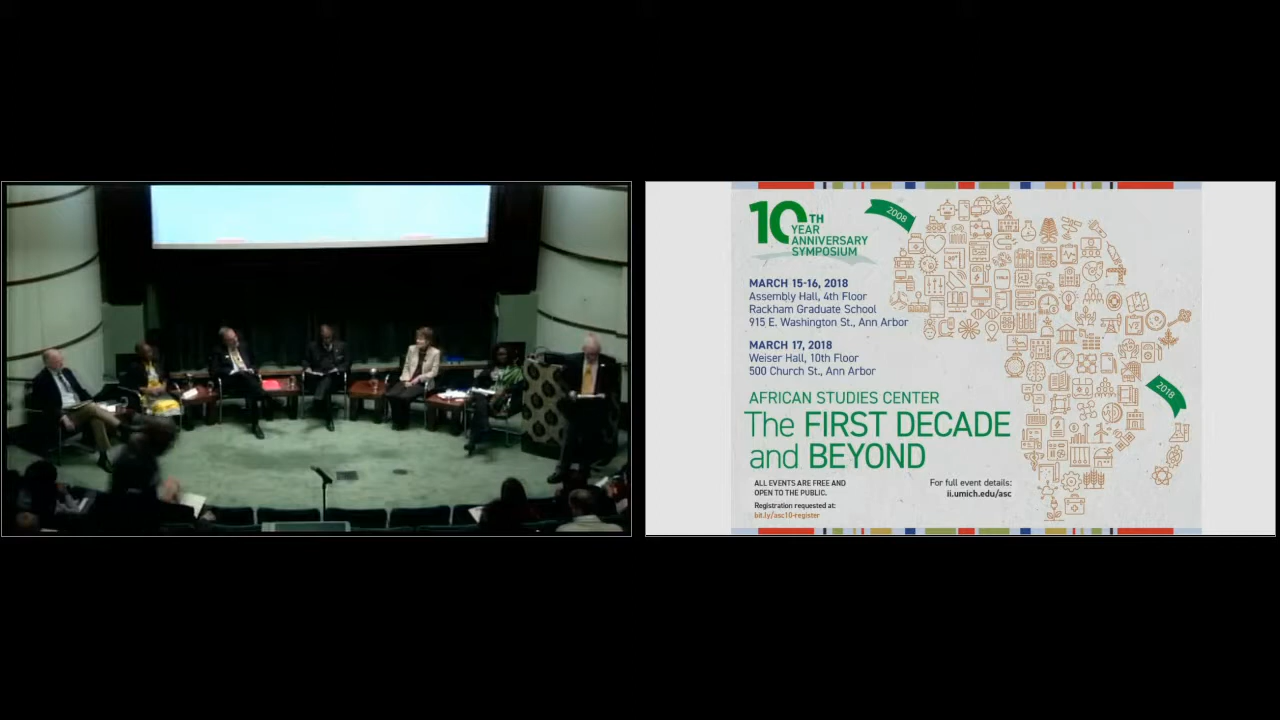 10TH
YEAR
ANNIVERSARY
SYMPOSIUM
2008
MARCH 15-16, 2018
Assembly Hall, 4th Floor
Rackham Graduate School
915 E. Washington St., Ann Arbor
MARCH 17, 2018
Weiser Hall, 10th Floor
500 Church St., Ann Arbor
2018
AFRICAN STUDIES CENTER
The FIRST DECADE
and BEYOND
ALL EVENTS ARE FREE AND
OPEN TO THE PUBLIC.
Registration requested at:
bit.ly/asc10-register
For full event details:
ii.umich.edu/asc